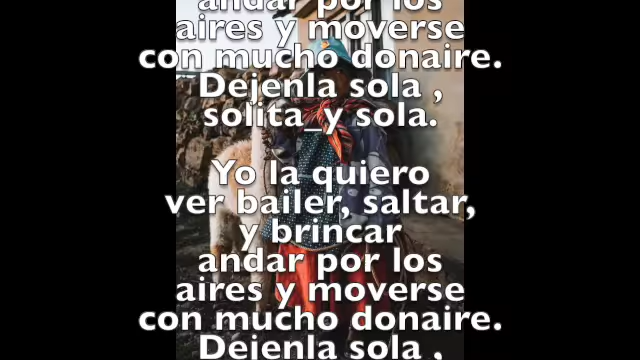 andar por los
aires y moverse
con mucho donaire.
Dejenla sola ,
solita_y sola.
Yo la quiero
ver bailer, saltar,
y brincar
andar por los
aires y moverse
con mucho donaire.
Dejenla sola ,